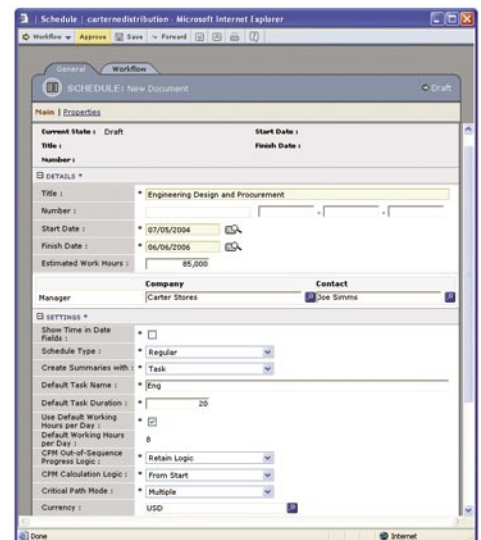 Schedule | carternedistribution - Microsoft Internet Explorer
Workflow Approve Save Forward
General Workflow
SCHEDULE: New Document Draft
Main | Properties
Current State : Draft Start Date :
Title : Finish Date :
Number :
DETAILS *
Title : * Engineering Design and Procurement
Number : - -
Start Date : * 07/05/2004
Finish Date : * 06/06/2006
Estimated Work Hours : 85,000
Company Contact
Manager Carter Stores Joe Simms
SETTINGS *
Show Time in Date
Fields : *
Schedule Type : * Regular
Create Summaries with : * Task
Default Task Name : * Eng
Default Task Duration : * 20
Use Default Working
Hours per Day : *
Default Working Hours
per Day : 8
CPM Out-of-Sequence
Progress Logic : * Retain Logic
CPM Calculation Logic : * From Start
Critical Path Mode : * Multiple
Currency : USD
Done Internet